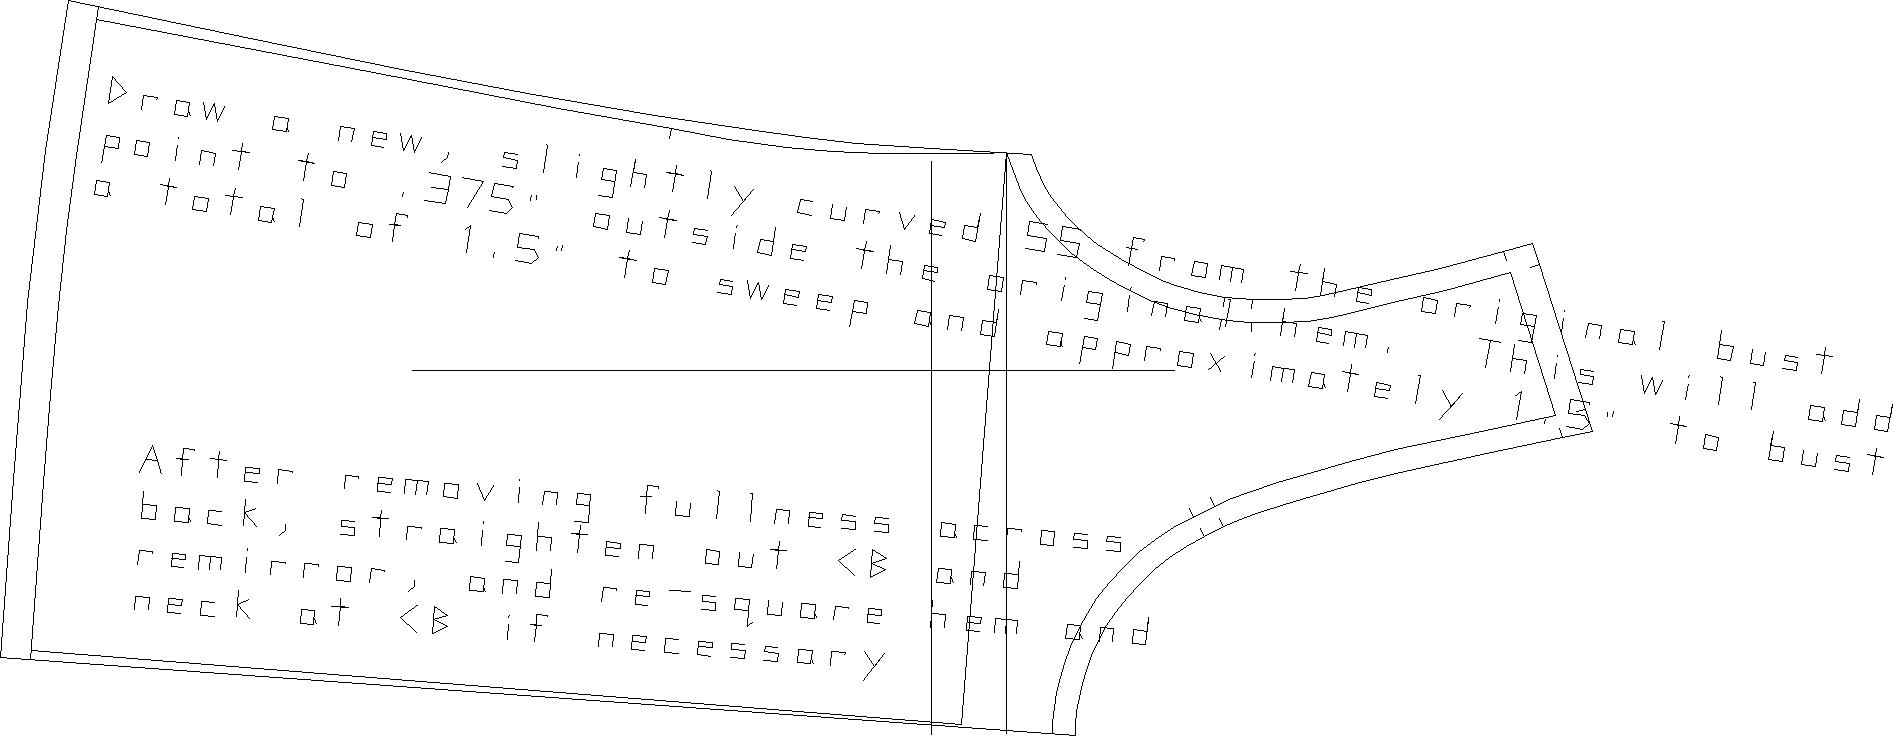 Draw a new, slightly curved SS from the original bust
point to .375" outside the original hem. This will add
a total of 1.5" to sweep and approximately 1.5" to bust
After removing fullness across
back, straighten out CB and
remirror, and re-square hem and
neck at CB if necessary